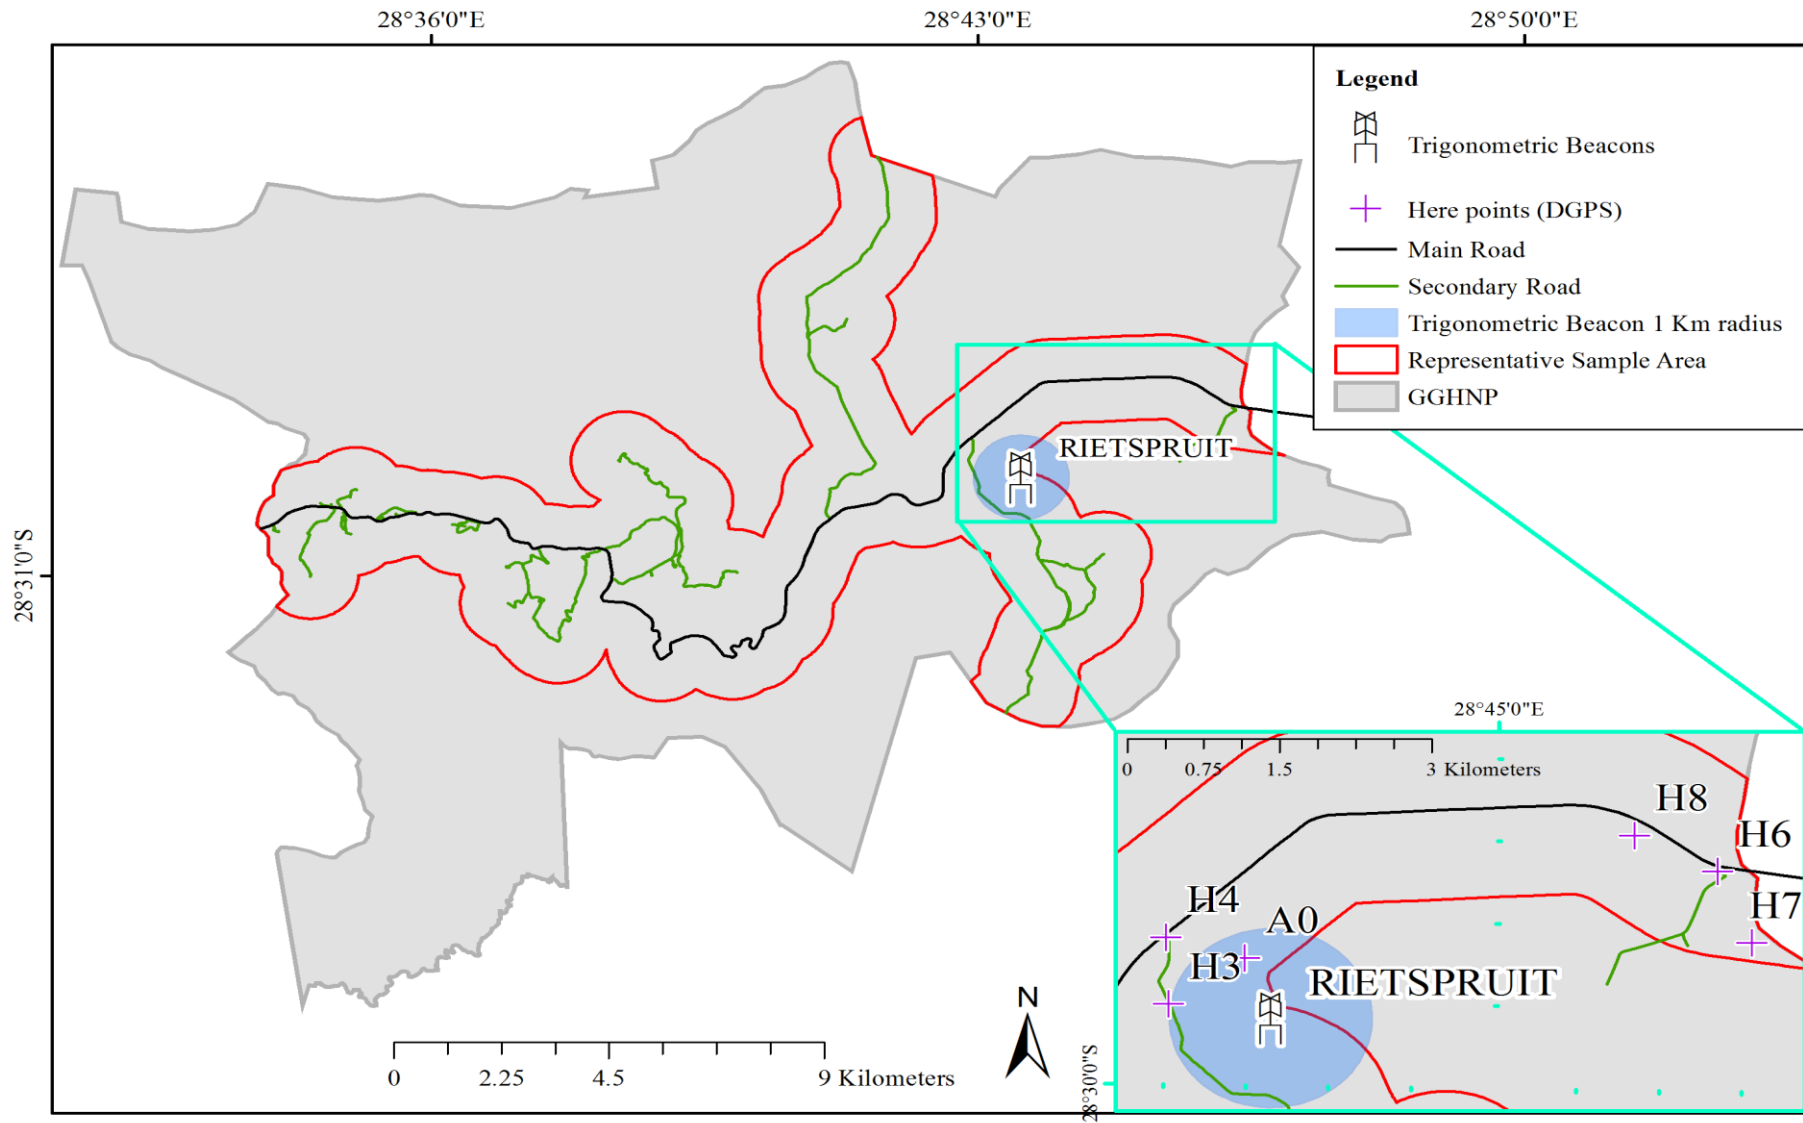 28°36'0"E
28°43'0"E
28°50'0"E
Legend
Trigonometric Beacons
Here points (DGPS)
Main Road
Secondary Road
Trigonometric Beacon 1 Km radius
Representative Sample Area
GGHNP
RIETSPRUIT
28°31'0"S
28°45'0"E
0 0.75 1.5 3 Kilometers
H8
H6
H4
H7
A0
H3
RIETSPRUIT
N
28°30'0"S
0 2.25 4.5 9 Kilometers